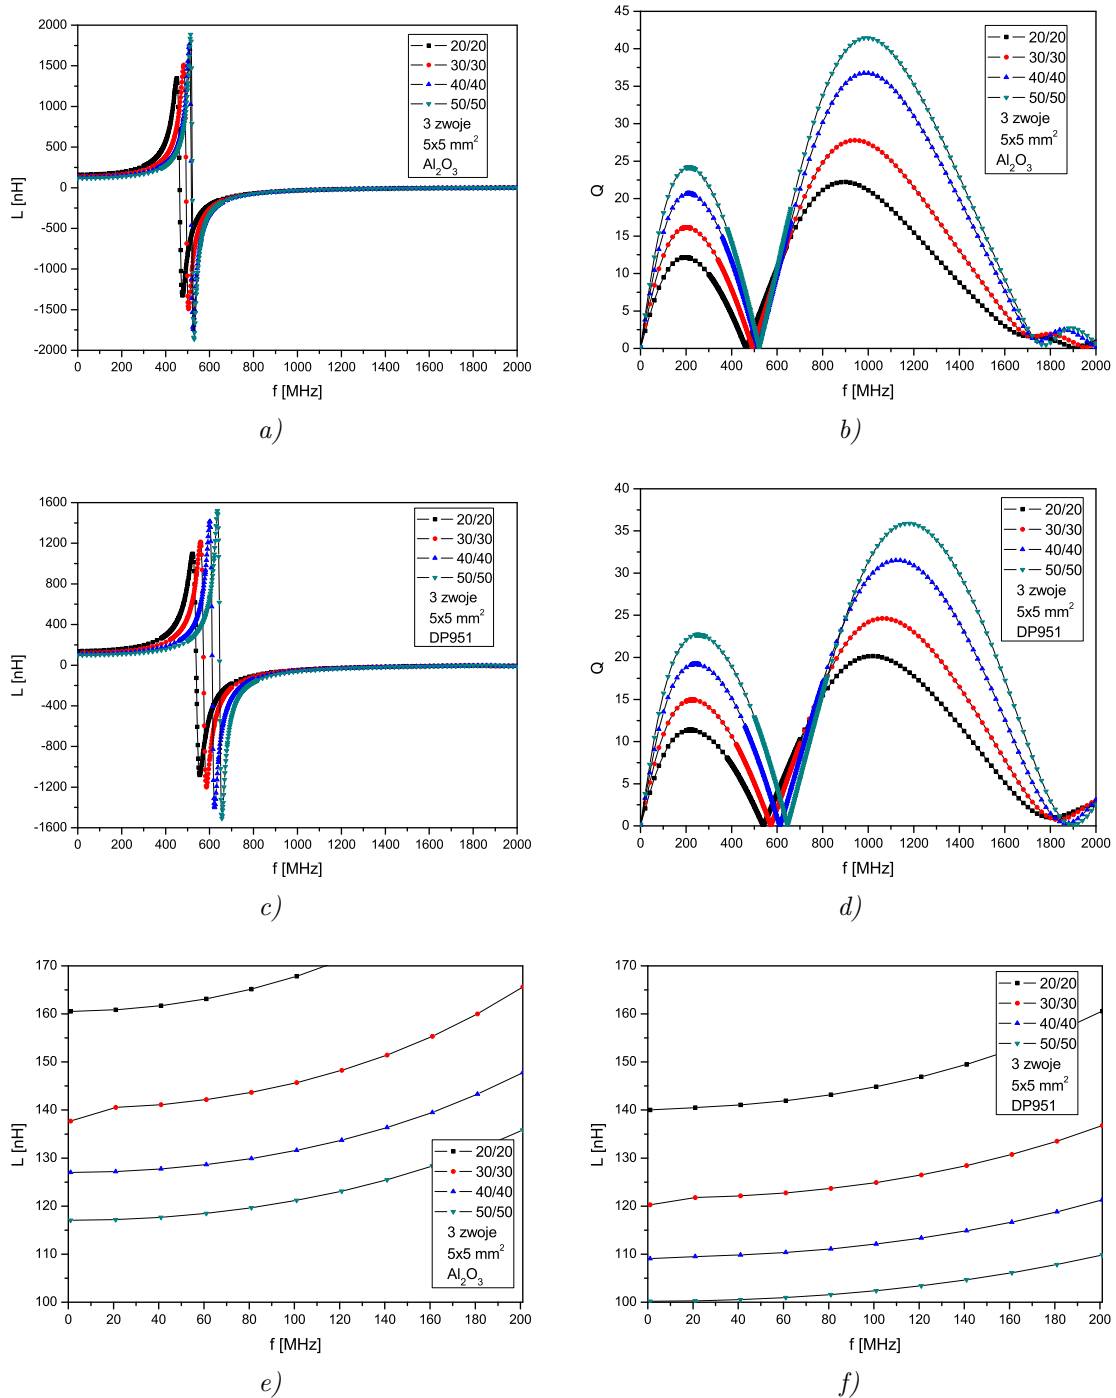 2000
1500
1000
500
0
-500
-1000
-1500
-2000
L [nH]
0 200 400 600 800 1000 1200 1400 1600 1800 2000
f [MHz]
20/20
30/30
40/40
50/50
3 zwoje
5x5 mm²
Al₂O₃
a)
45
40
35
30
25
20
15
10
5
0
Q
0 200 400 600 800 1000 1200 1400 1600 1800 2000
f [MHz]
20/20
30/30
40/40
50/50
3 zwoje
5x5 mm²
Al₂O₃
b)
1600
1200
800
400
0
-400
-800
-1200
-1600
L [nH]
0 200 400 600 800 1000 1200 1400 1600 1800 2000
f [MHz]
20/20
30/30
40/40
50/50
3 zwoje
5x5 mm²
DP951
c)
40
35
30
25
20
15
10
5
0
Q
0 200 400 600 800 1000 1200 1400 1600 1800 2000
f [MHz]
20/20
30/30
40/40
50/50
3 zwoje
5x5 mm²
DP951
d)
170
160
150
140
130
120
110
100
L [nH]
0 20 40 60 80 100 120 140 160 180 200
f [MHz]
20/20
30/30
40/40
50/50
3 zwoje
5x5 mm²
Al₂O₃
e)
170
160
150
140
130
120
110
100
L [nH]
0 20 40 60 80 100 120 140 160 180 200
f [MHz]
20/20
30/30
40/40
50/50
3 zwoje
5x5 mm²
DP951
f)